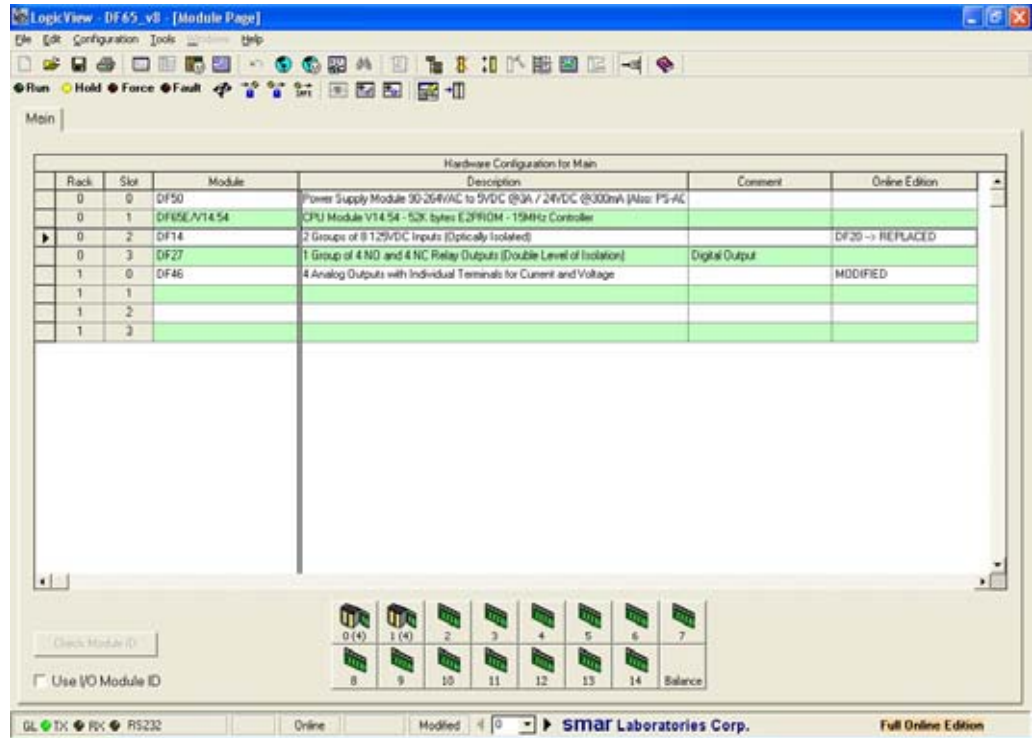 LogicView - DF65_v8 - [Module Page]
File Edit Configuration Tools Windows Help
Run Hold Force Fault
Main
Hardware Configuration for Main
Rack Slot Module Description Comment Online Edition
0 0 DF50 Power Supply Module 90-264VAC to 5VDC @3A / 24VDC @300mA (Also: PS-AC
0 1 DF65E/V14.54 CPU Module V14.54 - 52K bytes E2PROM - 15MHz Controller
0 2 DF14 2 Groups of 8 125VDC Inputs (Optically Isolated) DF20 --> REPLACED
0 3 DF27 1 Group of 4 NO and 4 NC Relay Outputs (Double Level of Isolation) Digital Output
1 0 DF46 4 Analog Outputs with Individual Terminals for Current and Voltage MODIFIED
1 1
1 2
1 3
0 (4) 1 (4) 2 3 4 5 6 7
Check Module ID
8 9 10 11 12 13 14 Balance
Use I/O Module ID
GL TX RX RS232 Online Modified 0 smar Laboratories Corp. Full Online Edition